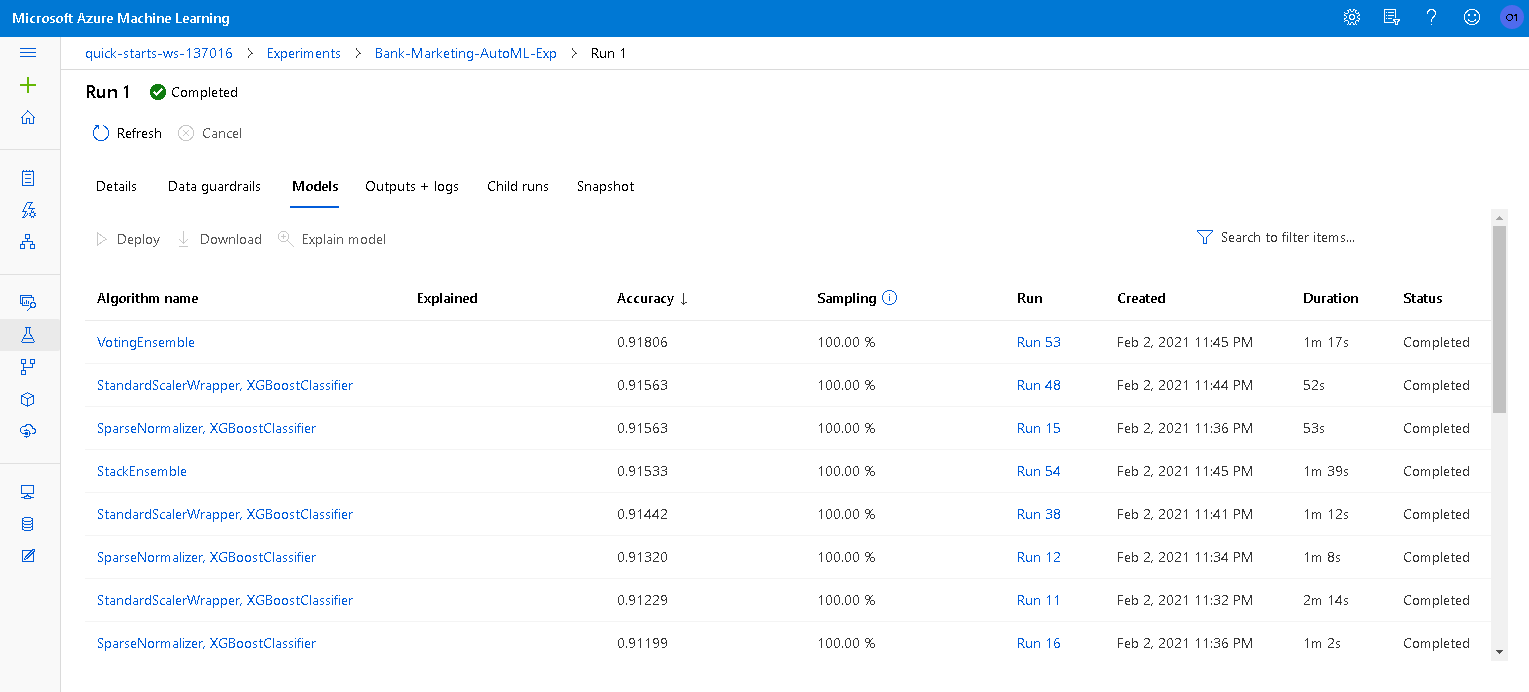 Microsoft Azure Machine Learning
O1
quick-starts-ws-137016 > Experiments > Bank-Marketing-AutoML-Exp > Run 1
Run 1 Completed
Refresh Cancel
Details Data guardrails Models Outputs + logs Child runs Snapshot
Deploy Download Explain model Search to filter items...
Algorithm name Explained Accuracy ↓ Sampling Run Created Duration Status
VotingEnsemble 0.91806 100.00 % Run 53 Feb 2, 2021 11:45 PM 1m 17s Completed
StandardScalerWrapper, XGBoostClassifier 0.91563 100.00 % Run 48 Feb 2, 2021 11:44 PM 52s Completed
SparseNormalizer, XGBoostClassifier 0.91563 100.00 % Run 15 Feb 2, 2021 11:36 PM 53s Completed
StackEnsemble 0.91533 100.00 % Run 54 Feb 2, 2021 11:45 PM 1m 39s Completed
StandardScalerWrapper, XGBoostClassifier 0.91442 100.00 % Run 38 Feb 2, 2021 11:41 PM 1m 12s Completed
SparseNormalizer, XGBoostClassifier 0.91320 100.00 % Run 12 Feb 2, 2021 11:34 PM 1m 8s Completed
StandardScalerWrapper, XGBoostClassifier 0.91229 100.00 % Run 11 Feb 2, 2021 11:32 PM 2m 14s Completed
SparseNormalizer, XGBoostClassifier 0.91199 100.00 % Run 16 Feb 2, 2021 11:36 PM 1m 2s Completed